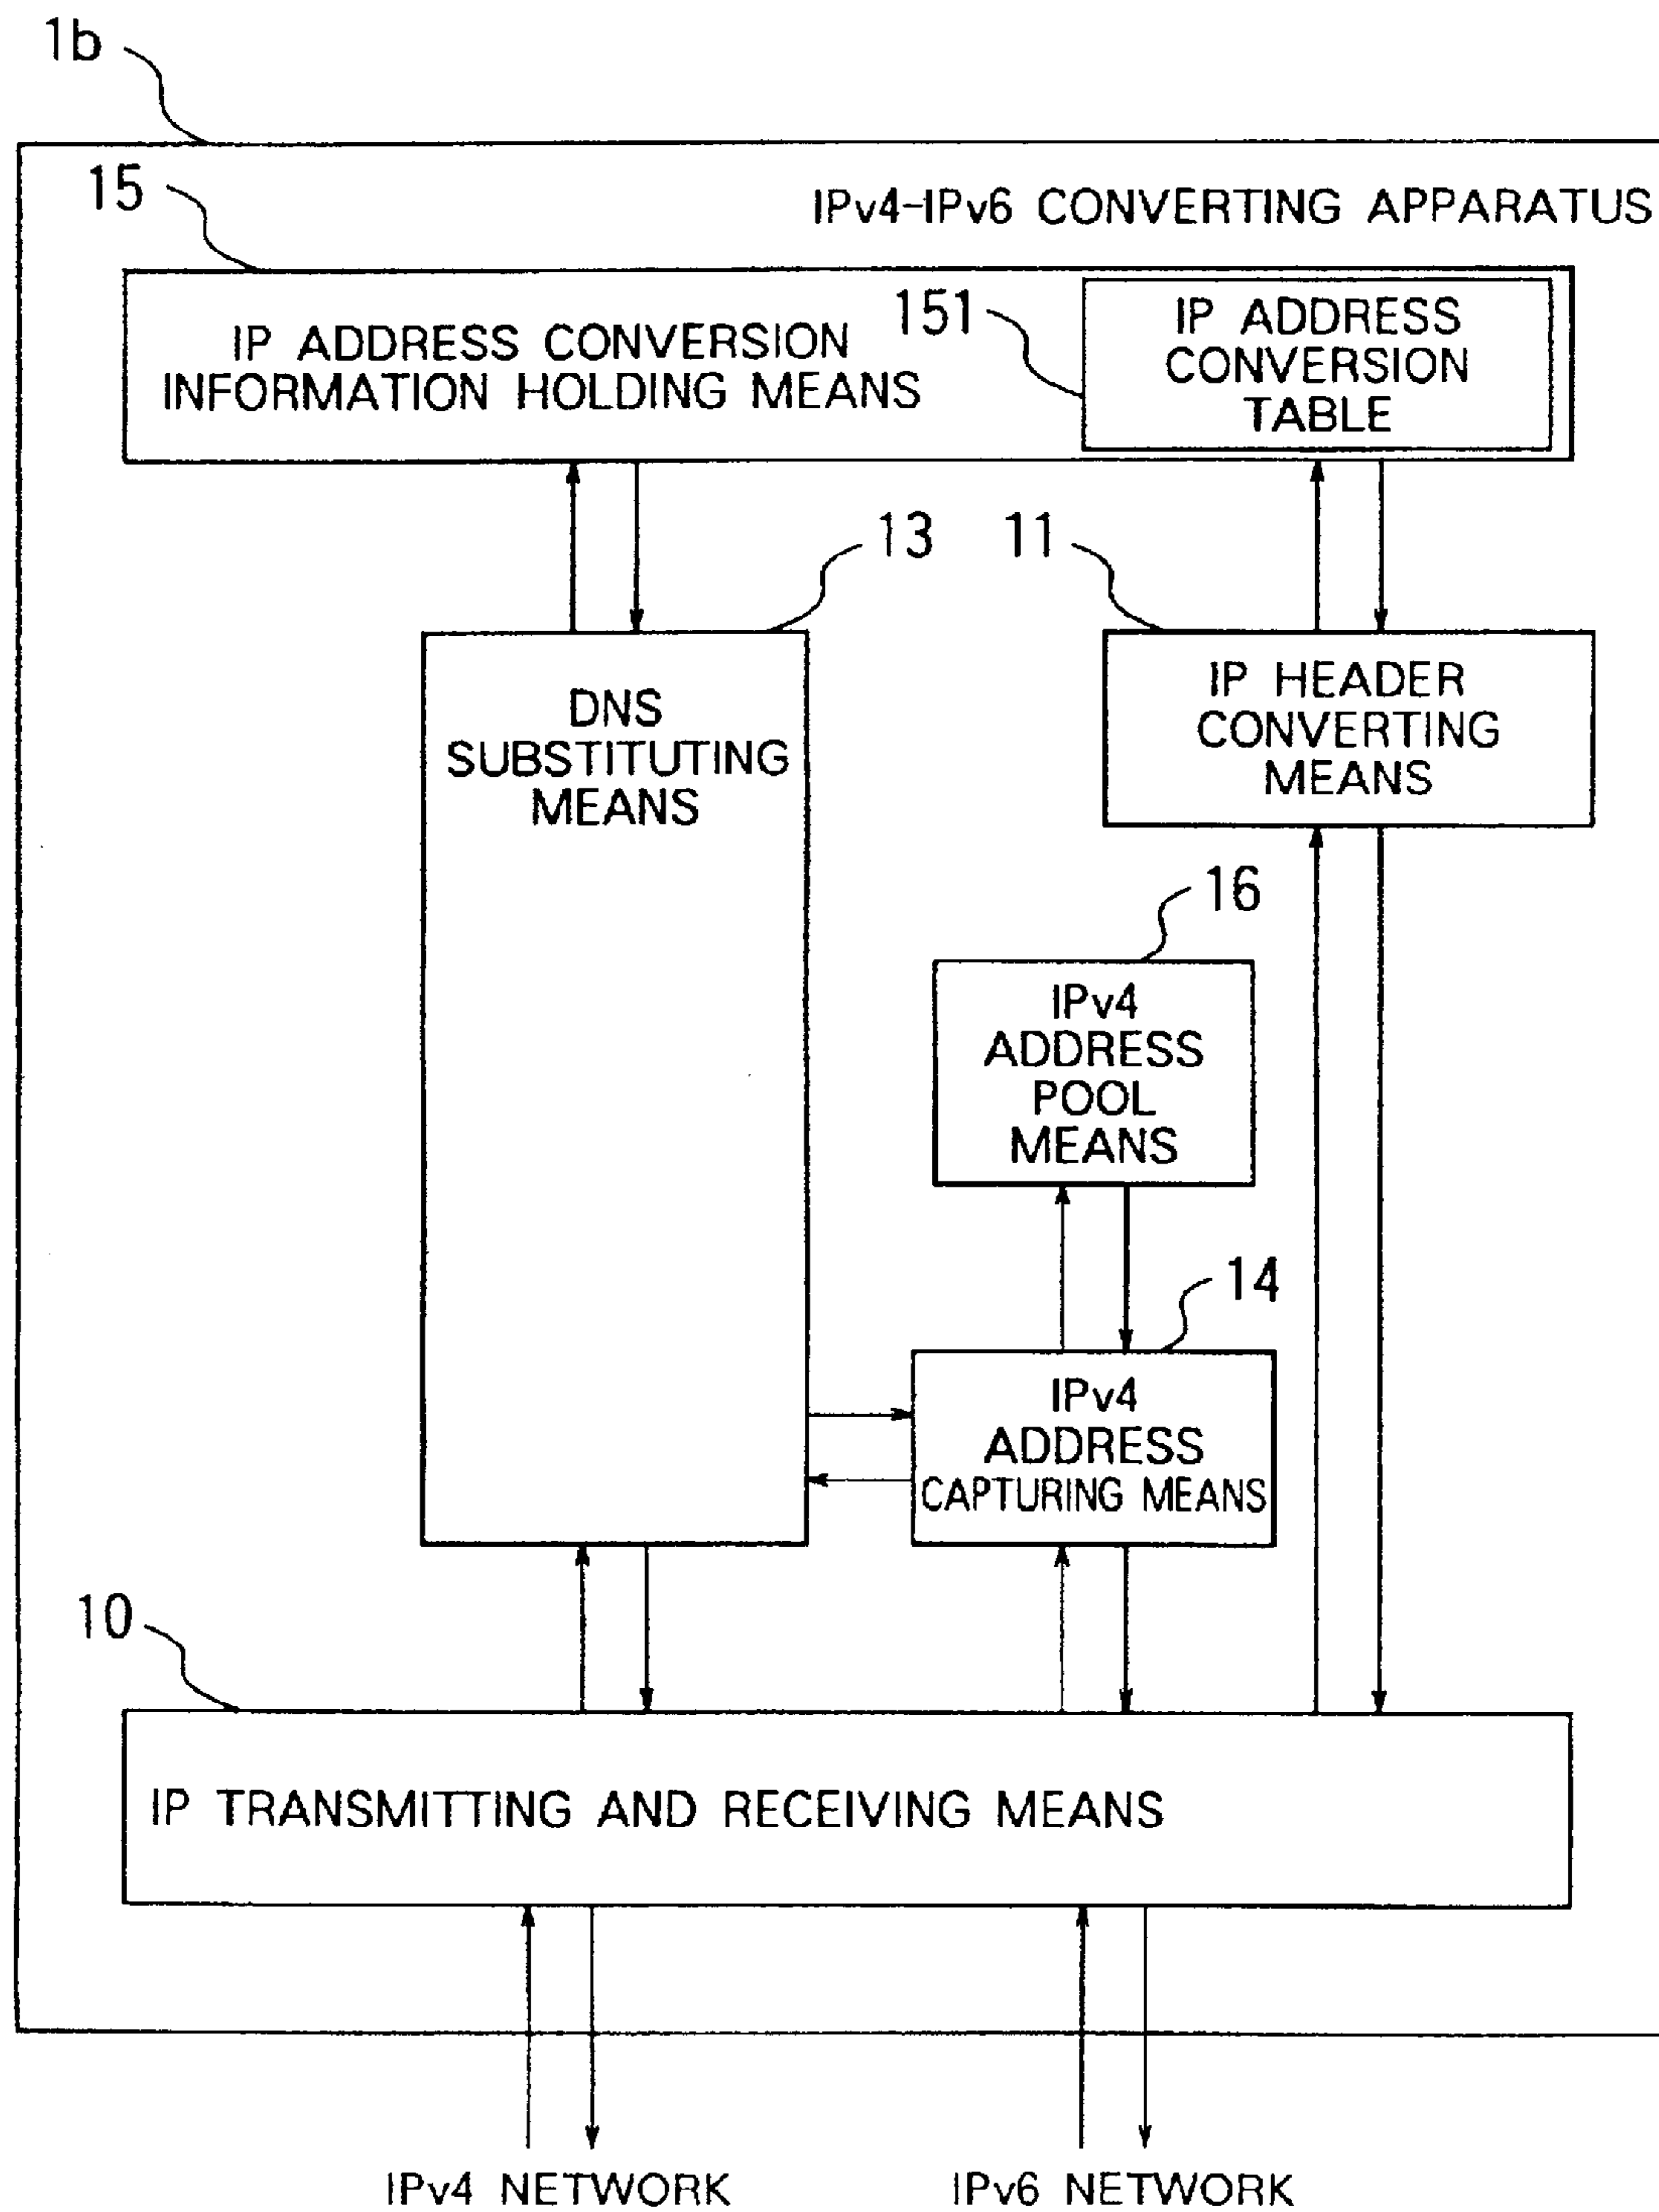 1b
IPv4-IPv6 CONVERTING APPARATUS
15
IP ADDRESS CONVERSION
INFORMATION HOLDING MEANS
151
IP ADDRESS
CONVERSION
TABLE
13
11
DNS
SUBSTITUTING
MEANS
IP HEADER
CONVERTING
MEANS
16
IPv4
ADDRESS
POOL
MEANS
14
IPv4
ADDRESS
CAPTURING MEANS
10
IP TRANSMITTING AND RECEIVING MEANS
IPv4 NETWORK
IPv6 NETWORK